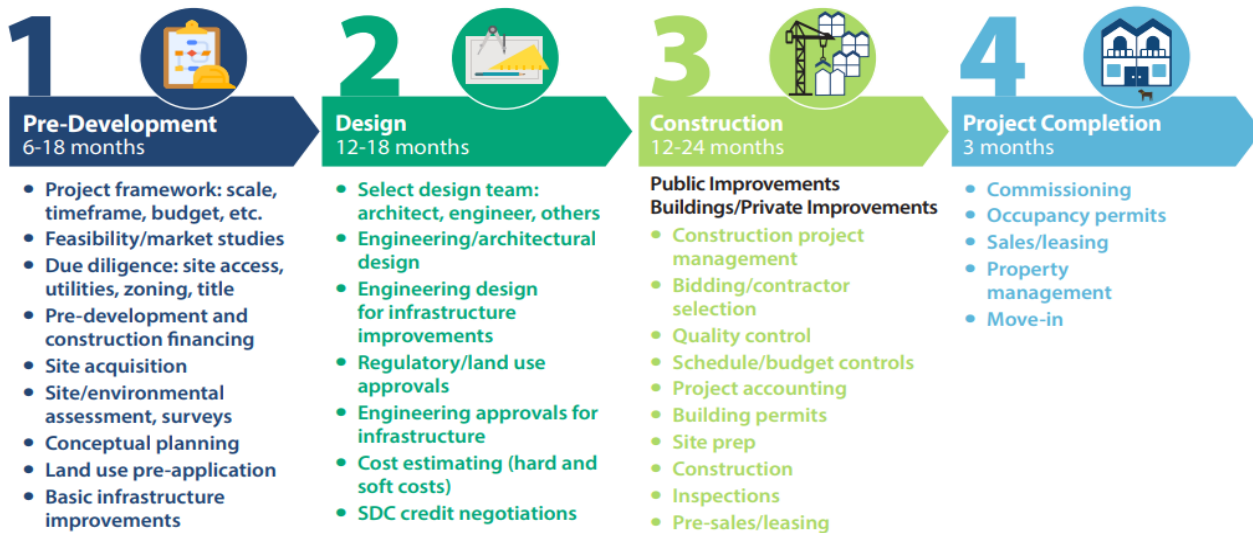 1
Pre-Development
6-18 months
• Project framework: scale,
timeframe, budget, etc.
• Feasibility/market studies
• Due diligence: site access,
utilities, zoning, title
• Pre-development and
construction financing
• Site acquisition
• Site/environmental
assessment, surveys
• Conceptual planning
• Land use pre-application
• Basic infrastructure
improvements
2
Design
12-18 months
• Select design team:
architect, engineer, others
• Engineering/architectural
design
• Engineering design
for infrastructure
improvements
• Regulatory/land use
approvals
• Engineering approvals for
infrastructure
• Cost estimating (hard and
soft costs)
• SDC credit negotiations
3
Construction
12-24 months
Public Improvements
Buildings/Private Improvements
• Construction project
management
• Bidding/contractor
selection
• Quality control
• Schedule/budget controls
• Project accounting
• Building permits
• Site prep
• Construction
• Inspections
• Pre-sales/leasing
4
Project Completion
3 months
• Commissioning
• Occupancy permits
• Sales/leasing
• Property
management
• Move-in